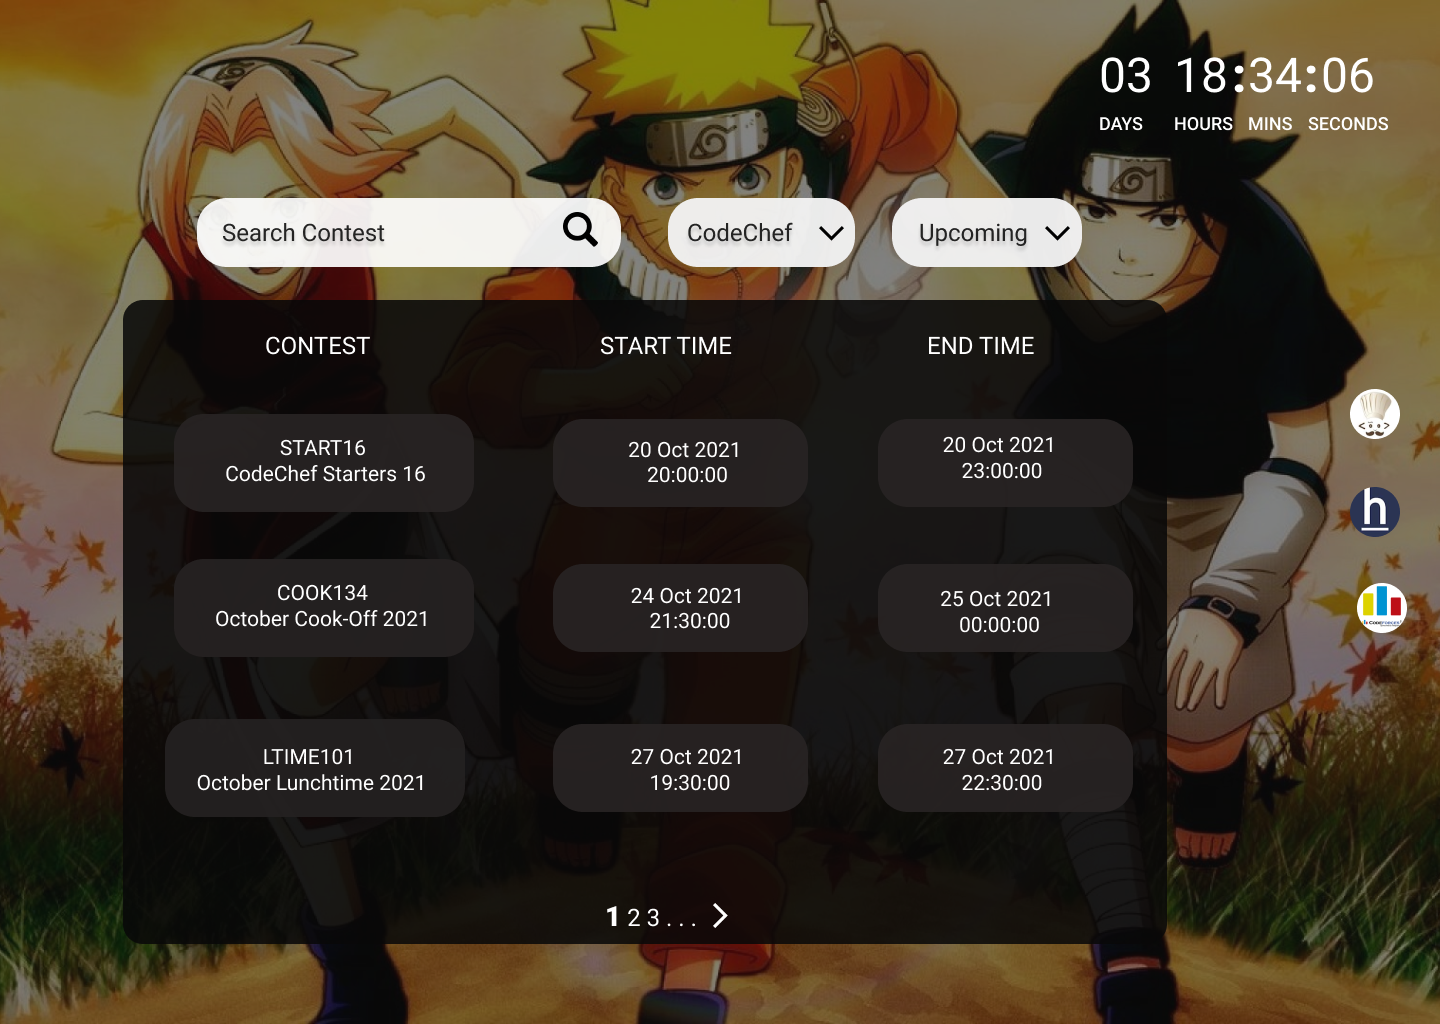 03 18:34:06
DAYS HOURS MINS SECONDS
Search Contest
CodeChef
Upcoming
CONTEST START TIME END TIME
START16
CodeChef Starters 16
20 Oct 2021
20:00:00
20 Oct 2021
23:00:00
h
CODEFORCES
COOK134
October Cook-Off 2021
24 Oct 2021
21:30:00
25 Oct 2021
00:00:00
LTIME101
October Lunchtime 2021
27 Oct 2021
19:30:00
27 Oct 2021
22:30:00
1 2 3 . . .